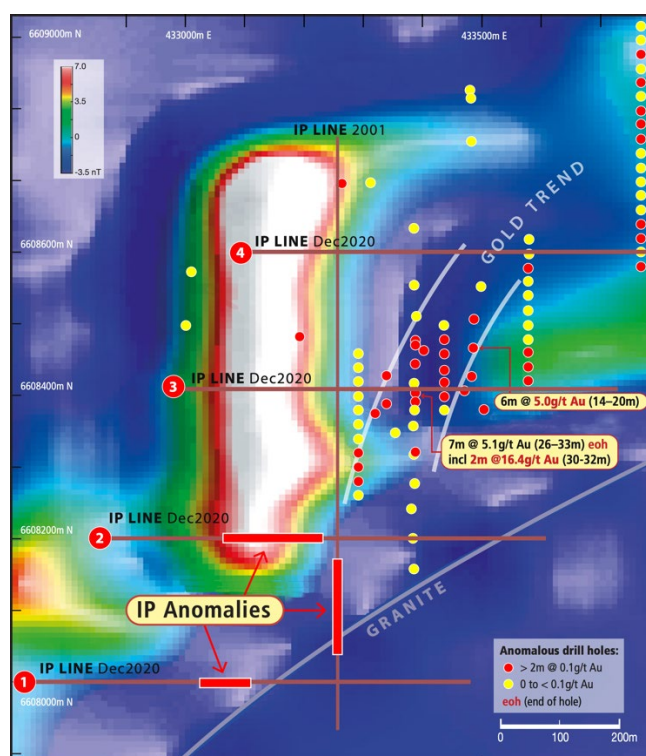 6609000m N
433000m E
433500m E
7.0
3.5
0
-3.5 nT
IP LINE 2001
GOLD TREND
6608600m N
4
IP LINE Dec2020
3
IP LINE Dec2020
6608400m N
6m @ 5.0g/t Au (14–20m)
7m @ 5.1g/t Au (26–33m) eoh
incl 2m @16.4g/t Au (30-32m)
IP LINE Dec2020
6608200m N
2
IP Anomalies
GRANITE
IP LINE Dec2020
1
6608000m N
Anomalous drill holes:
> 2m @ 0.1g/t Au
0 to < 0.1g/t Au
eoh (end of hole)
0
100
200m